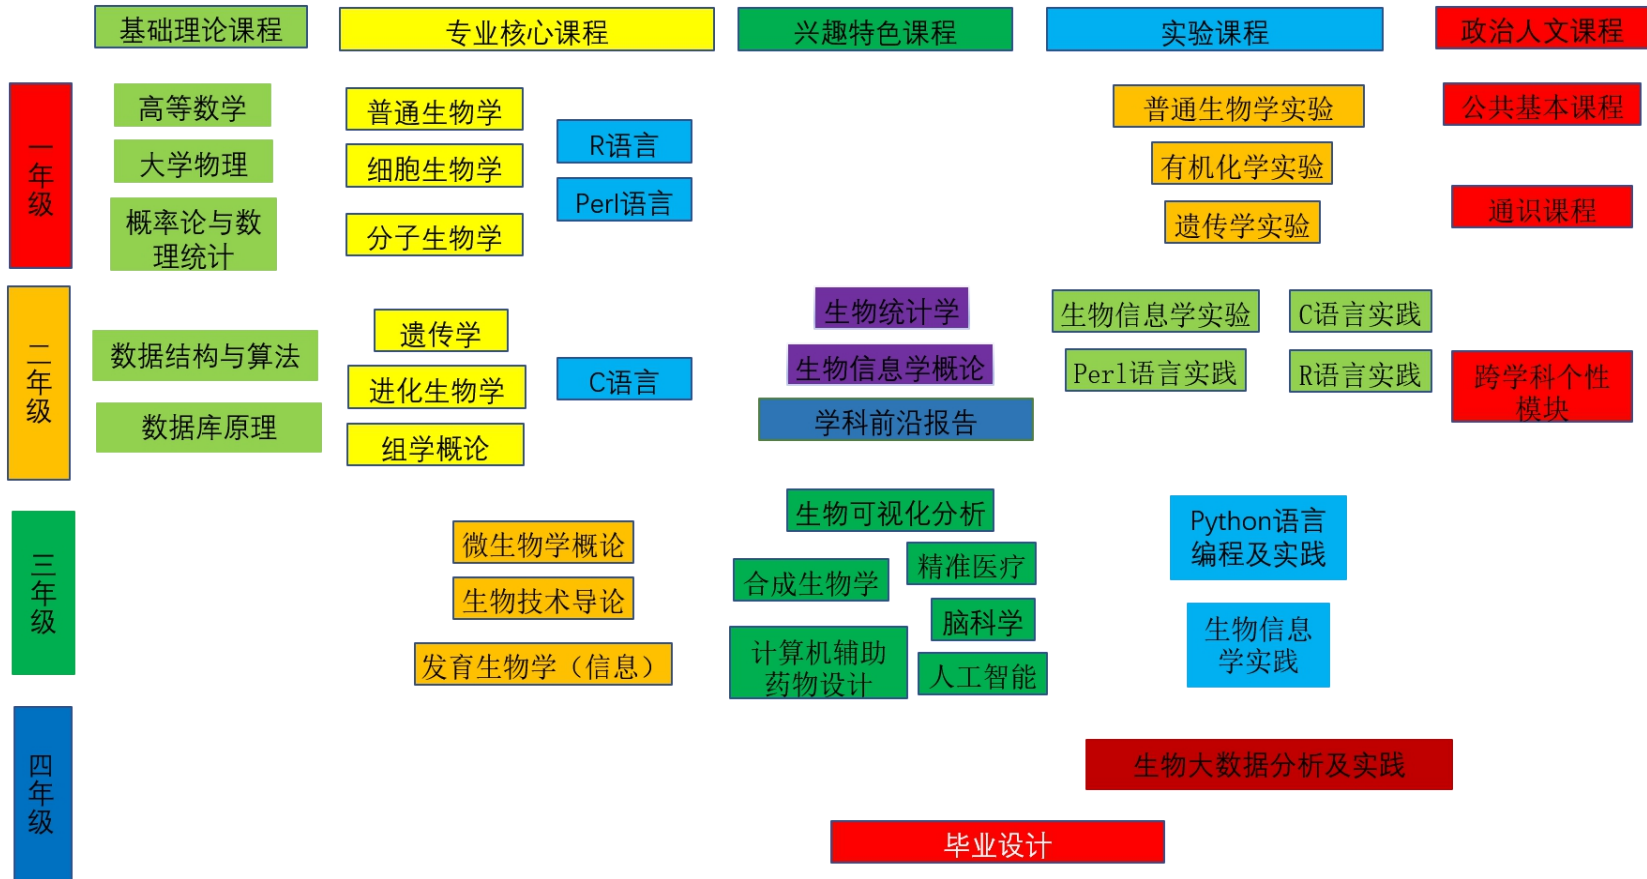 基础理论课程
专业核心课程
兴趣特色课程
实验课程
政治人文课程
一年级
高等数学
大学物理
概率论与数
理统计
普通生物学
细胞生物学
分子生物学
R语言
Perl语言
普通生物学实验
有机化学实验
遗传学实验
公共基本课程
通识课程
二年级
数据结构与算法
数据库原理
遗传学
进化生物学
组学概论
C语言
生物统计学
生物信息学概论
学科前沿报告
生物信息学实验
C语言实践
Perl语言实践
R语言实践
跨学科个性
模块
三年级
微生物学概论
生物技术导论
发育生物学（信息）
生物可视化分析
合成生物学
精准医疗
脑科学
计算机辅助
药物设计
人工智能
Python语言
编程及实践
生物信息
学实践
四年级
生物大数据分析及实践
毕业设计